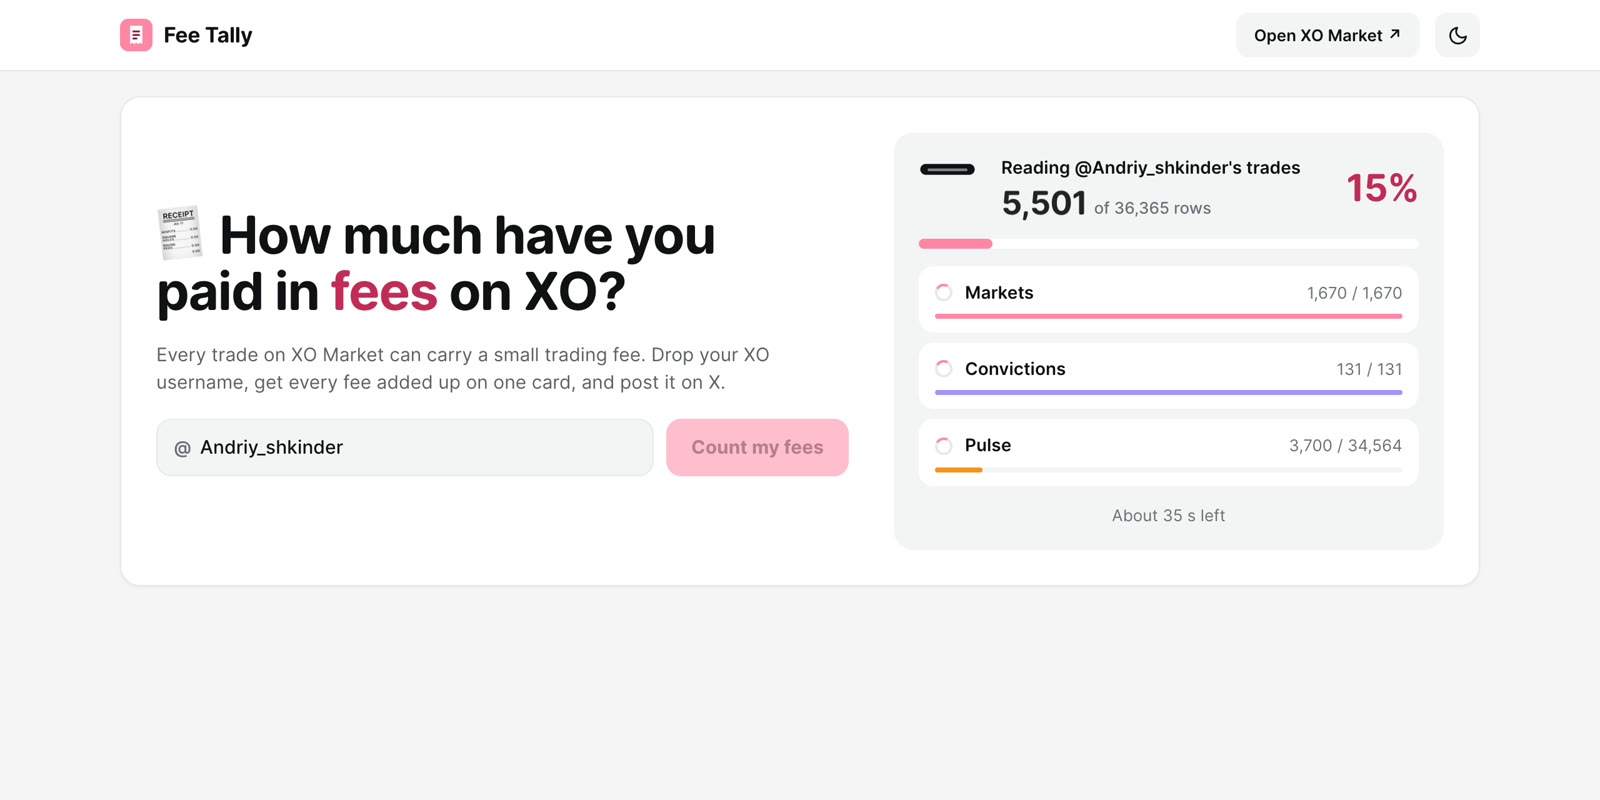 Fee Tally
Open XO Market ↗
RECEIPT
How much have you
paid in fees on XO?
Every trade on XO Market can carry a small trading fee. Drop your XO
username, get every fee added up on one card, and post it on X.
@ Andriy_shkinder
Count my fees
Reading @Andriy_shkinder's trades
5,501 of 36,365 rows
15%
Markets 1,670 / 1,670
Convictions 131 / 131
Pulse 3,700 / 34,564
About 35 s left